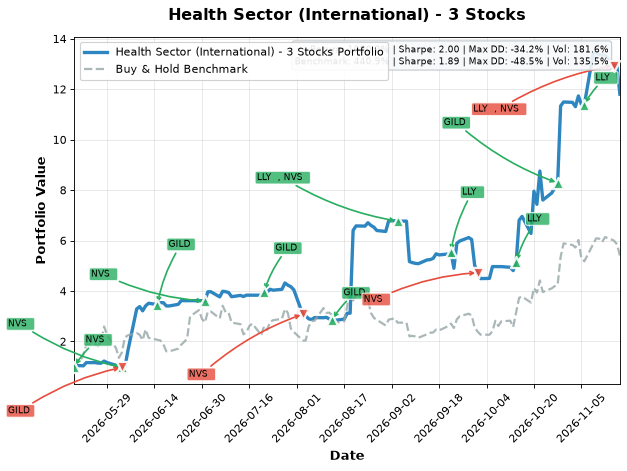 Health Sector (International) - 3 Stocks
Health Sector (International) - 3 Stocks Portfolio
Buy & Hold Benchmark
| Sharpe: 2.00 | Max DD: -34.2% | Vol: 181.6%
Benchmark: 440.9% | Sharpe: 1.89 | Max DD: -48.5% | Vol: 135.5%
14
12
10
8
6
4
2
Portfolio Value
LLY
LLY , NVS
GILD
LLY , NVS
LLY
LLY
GILD
GILD
NVS
GILD
NVS
NVS
NVS
NVS
GILD
2026-05-29
2026-06-14
2026-06-30
2026-07-16
2026-08-01
2026-08-17
2026-09-02
2026-09-18
2026-10-04
2026-10-20
2026-11-05
Date